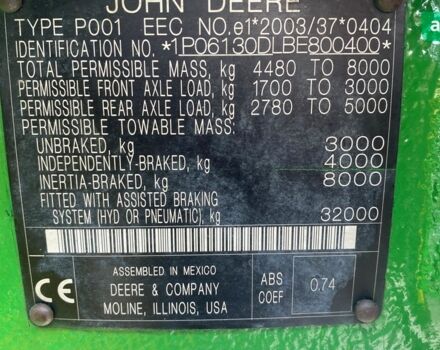 JOHN DEERE
TYPE P001 EEC NO.e1*2003/37*0404
IDENTIFICATION NO. *1P06130DLBE800400*
TOTAL PERMISSIBLE MASS, kg 4480 TO 8000
PERMISSIBLE FRONT AXLE LOAD, kg 1700 TO 3000
PERMISSIBLE REAR AXLE LOAD, kg 2780 TO 5000
PERMISSIBLE TOWABLE MASS:
UNBRAKED, kg 3000
INDEPENDENTLY-BRAKED, kg 4000
INERTIA-BRAKED, kg 8000
FITTED WITH ASSISTED BRAKING
SYSTEM (HYD OR PNEUMATIC), kg 32000
CE
ASSEMBLED IN MEXICO
DEERE & COMPANY
MOLINE, ILLINOIS, USA
ABS
COEF
0.74